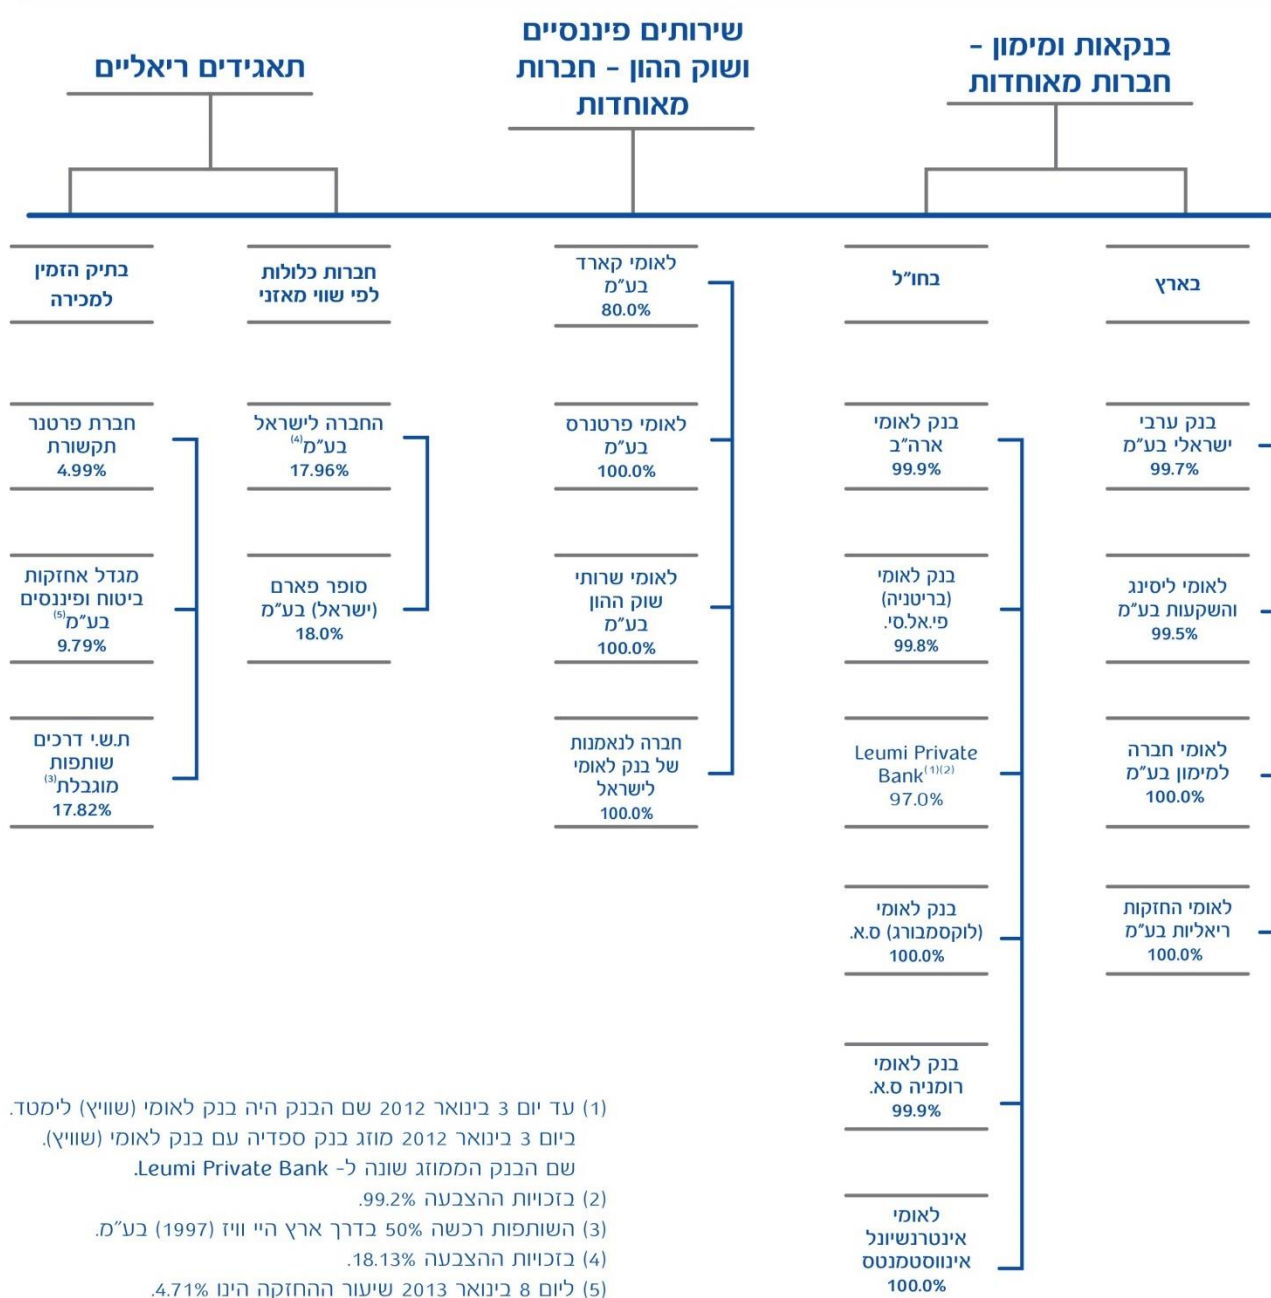 בנקאות ומימון -
חברות מאוחדות
בארץ
בנק ערבי
ישראלי בע"מ
99.7%
לאומי ליסינג
והשקעות בע"מ
99.5%
לאומי חברה
למימון בע"מ
100.0%
לאומי החזקות
ריאליות בע"מ
100.0%
בחו"ל
בנק לאומי
ארה"ב
99.9%
בנק לאומי
(בריטניה)
פי.אל.סי.
99.8%
Leumi Private
Bank(1)(2)
97.0%
בנק לאומי
(לוקסמבורג) ס.א.
100.0%
בנק לאומי
רומניה ס.א.
99.9%
לאומי
אינטרנשיונל
אינווסטמנטס
100.0%
שירותים פיננסיים
ושוק ההון - חברות
מאוחדות
לאומי קארד
בע"מ
80.0%
לאומי פרטנרס
בע"מ
100.0%
לאומי שרותי
שוק ההון
בע"מ
100.0%
חברה לנאמנות
של בנק לאומי
לישראל
100.0%
תאגידים ריאליים
חברות כלולות
לפי שווי מאזני
החברה לישראל
בע"מ(4)
17.96%
סופר פארם
(ישראל) בע"מ
18.0%
בתיק הזמין
למכירה
חברת פרטנר
תקשורת
4.99%
מגדל אחזקות
ביטוח ופיננסים
בע"מ(5)
9.79%
ת.ש.י דרכים
שותפות
מוגבלת(3)
17.82%
(1) עד יום 3 בינואר 2012 שם הבנק היה בנק לאומי (שוויץ) לימטד.
ביום 3 בינואר 2012 מוזג בנק ספדיה עם בנק לאומי (שוויץ).
שם הבנק הממוזג שונה ל- Leumi Private Bank.
(2) בזכויות ההצבעה 99.2%.
(3) השותפות רכשה 50% בדרך ארץ היי וויז (1997) בע"מ.
(4) בזכויות ההצבעה 18.13%.
(5) ליום 8 בינואר 2013 שיעור ההחזקה הינו 4.71%.